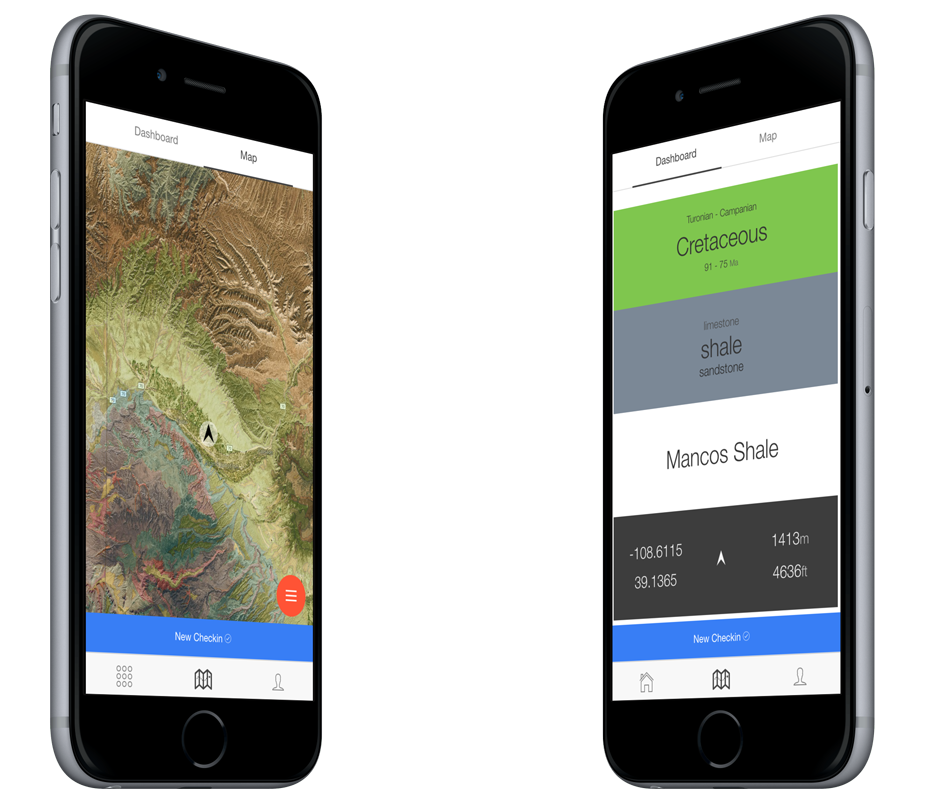 Dashboard
Map
New Checkin
Dashboard
Map
Turonian - Campanian
Cretaceous
91 - 75 Ma
limestone
shale
sandstone
Mancos Shale
-108.6115
39.1365
1413m
4636ft
New Checkin